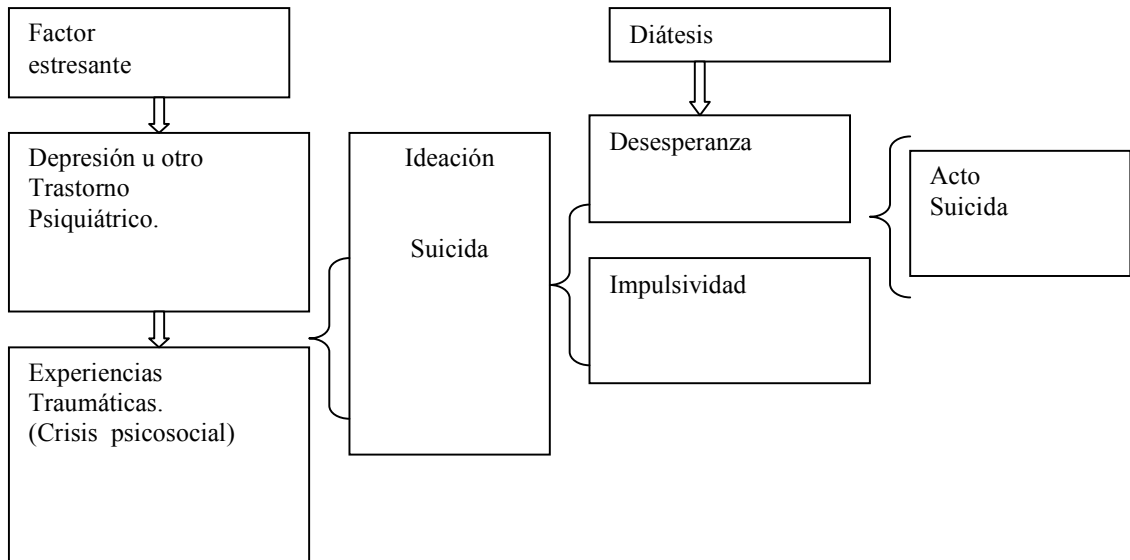 Factor
estresante
Diátesis
Depresión u otro
Trastorno
Psiquiátrico.
Ideación
Suicida
Desesperanza
Acto
Suicida
Impulsividad
Experiencias
Traumáticas.
(Crisis psicosocial)